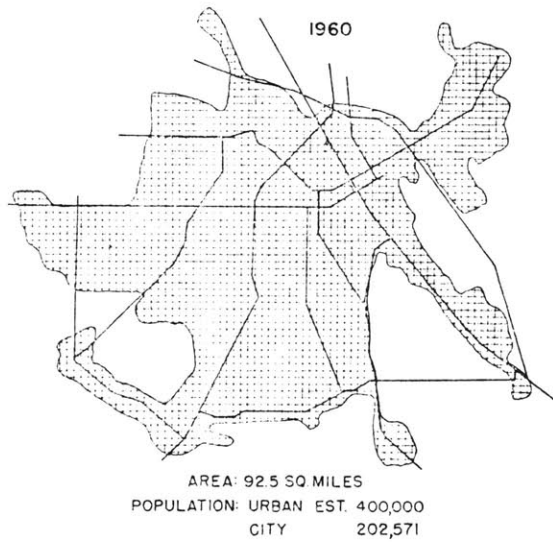 1960
AREA: 92.5 SQ. MILES
POPULATION: URBAN EST. 400,000
CITY 202,571